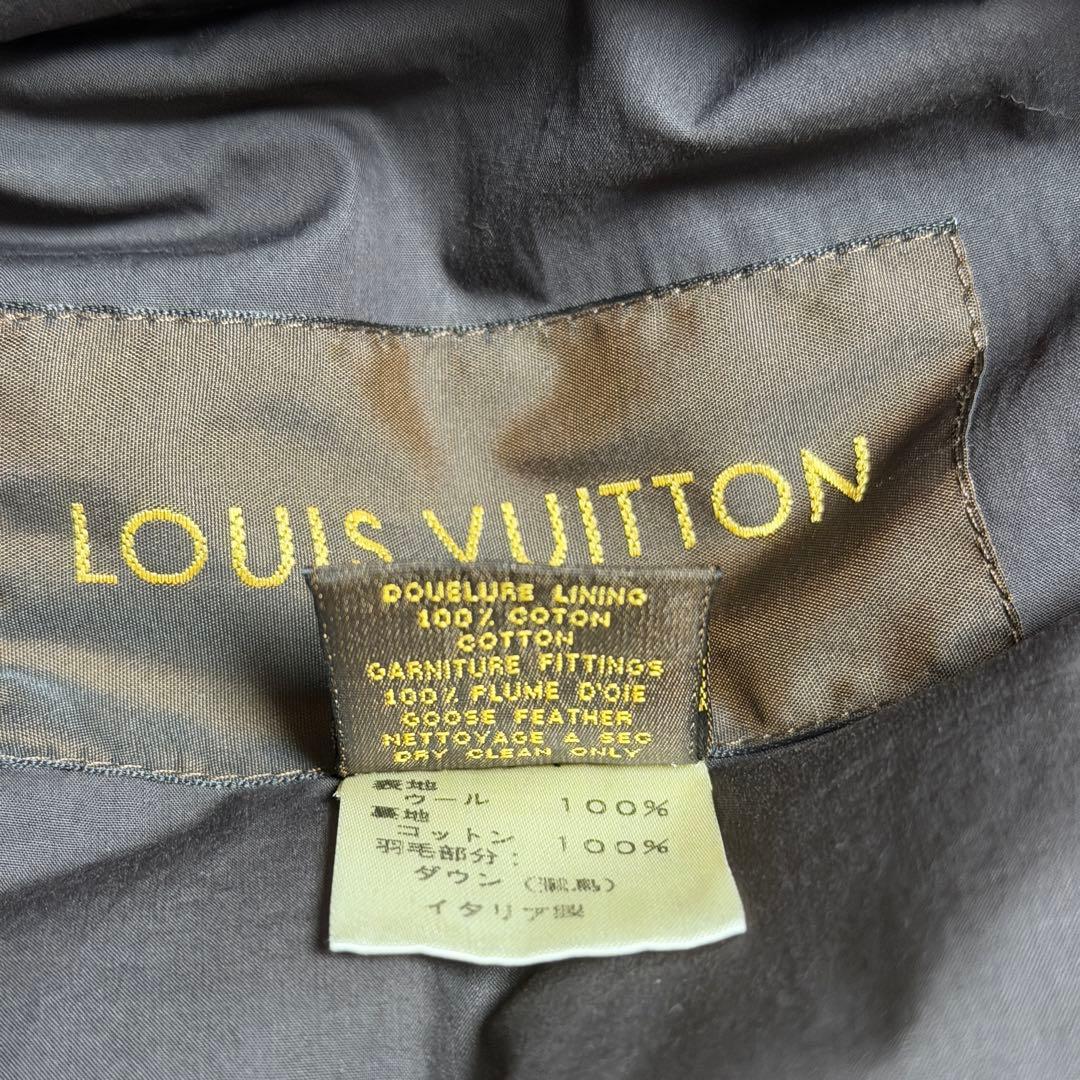 LOUIS VUITTON
DOUBLURE LINING
100% COTON
COTTON
GARNITURE FITTINGS
100% PLUME D'OIE
GOOSE FEATHER
NETTOYAGE A SEC
DRY CLEAN ONLY
表地
ウール 100%
裏地
コットン 100%
羽毛部分:
ダウン
イタリア製